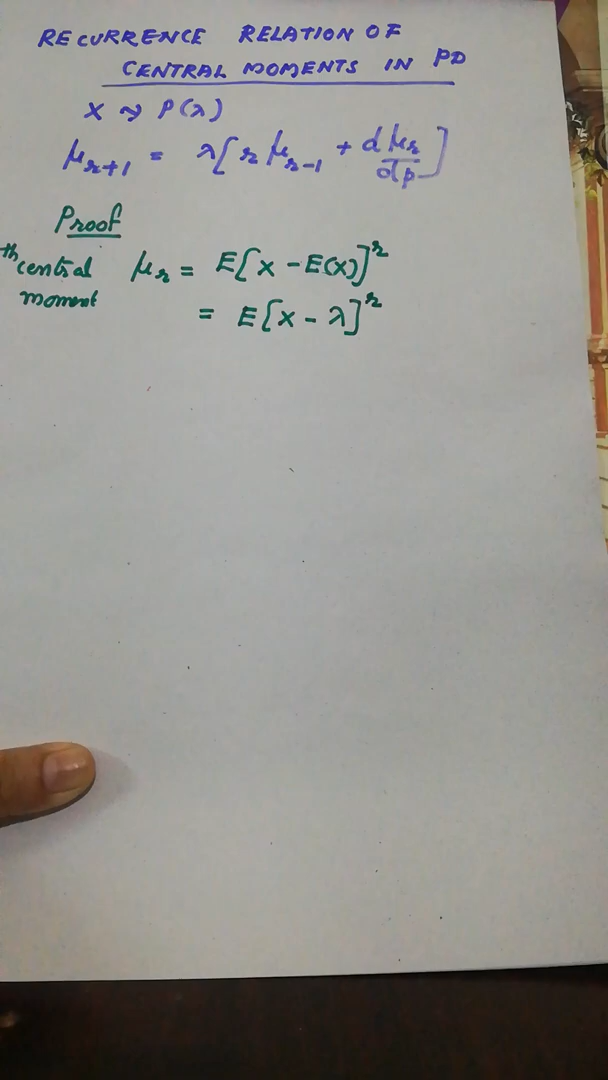 RECURRENCE RELATION OF
CENTRAL MOMENTS IN PD
X ~ P(λ)
μr+1 = λ[r μr-1 + dμr/dp]
Proof
th central moment μr = E[x - E(x)]^r
= E[x - λ]^r